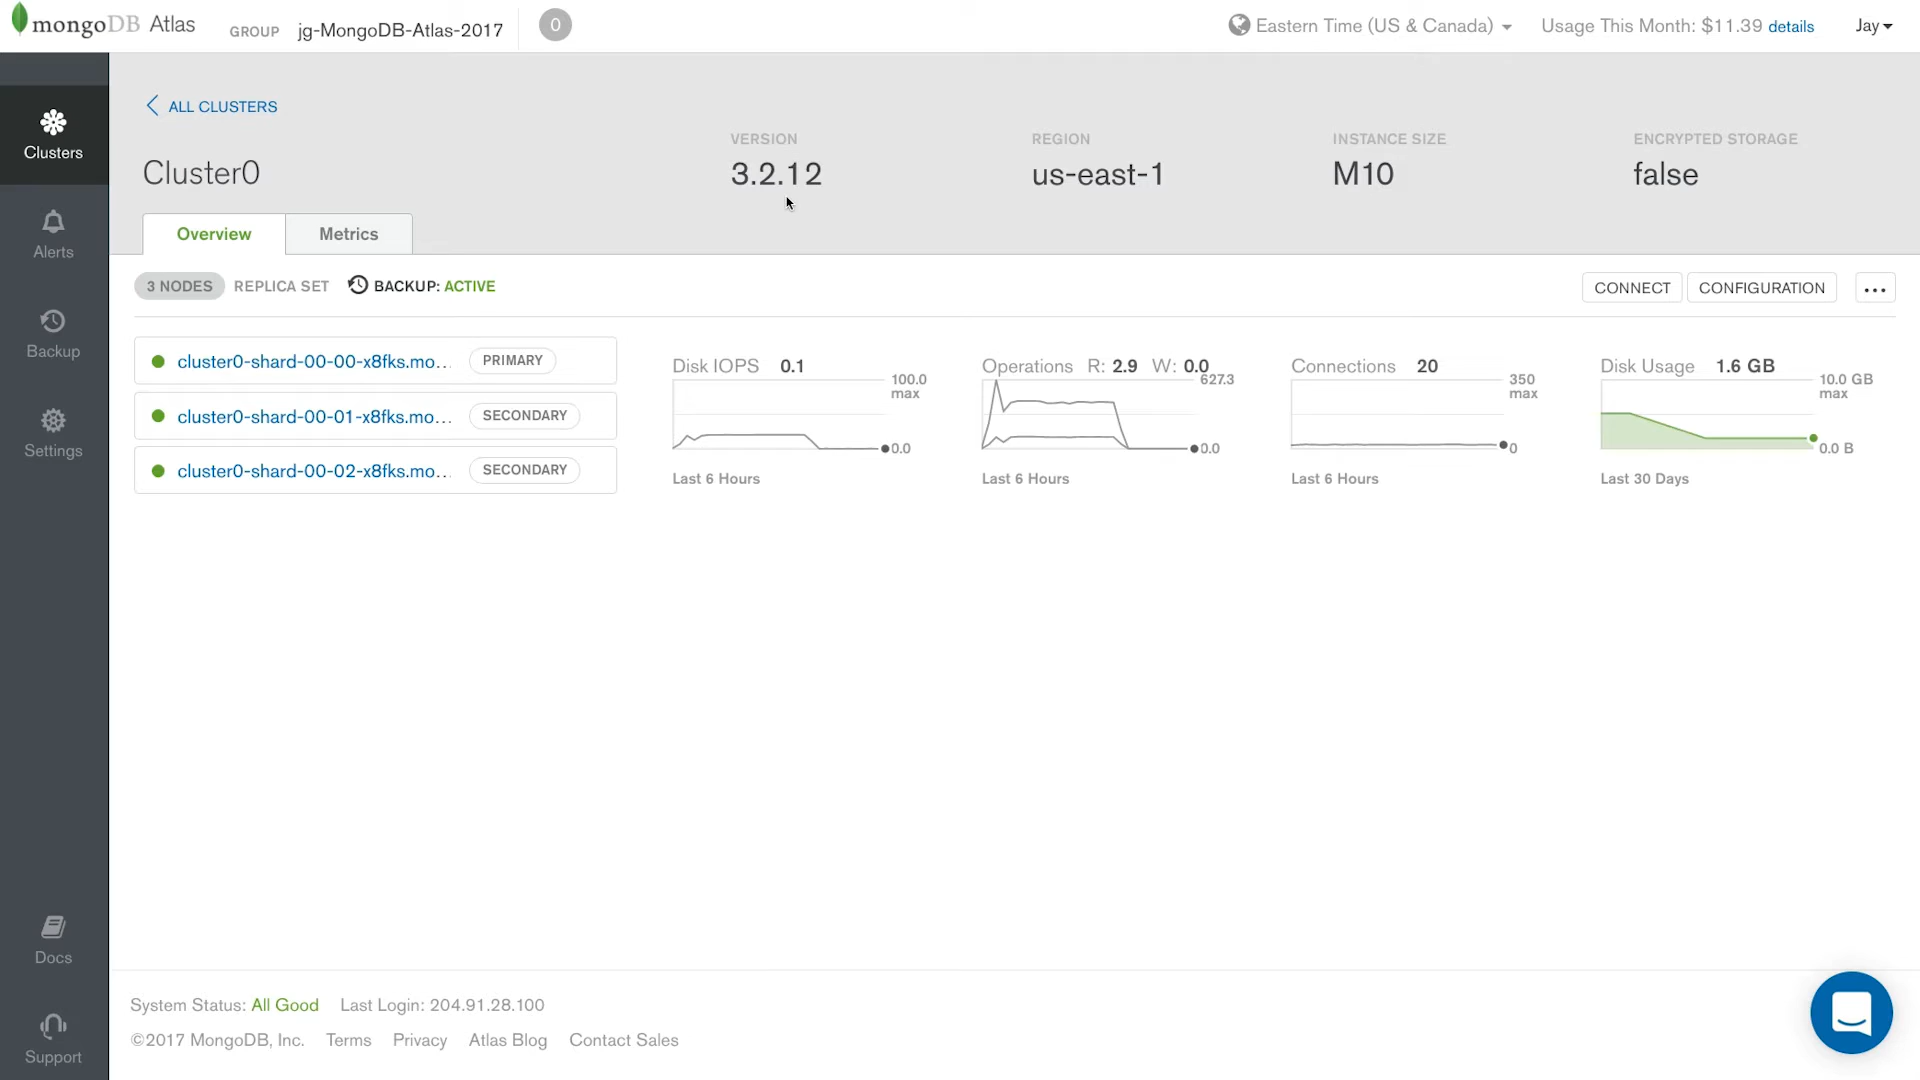 mongoDB Atlas GROUP jg-MongoDB-Atlas-2017 0 Eastern Time (US & Canada) Usage This Month: $11.39 details Jay
ALL CLUSTERS
Cluster0
VERSION
3.2.12
REGION
us-east-1
INSTANCE SIZE
M10
ENCRYPTED STORAGE
false
Overview Metrics
Clusters
Alerts
Backup
Settings
Docs
Support
3 NODES REPLICA SET BACKUP: ACTIVE CONNECT CONFIGURATION ...
cluster0-shard-00-00-x8fks.mo... PRIMARY
cluster0-shard-00-01-x8fks.mo... SECONDARY
cluster0-shard-00-02-x8fks.mo... SECONDARY
Disk IOPS 0.1
100.0
max
0.0
Last 6 Hours
Operations R: 2.9 W: 0.0
627.3
0.0
Last 6 Hours
Connections 20
350
max
0
Last 6 Hours
Disk Usage 1.6 GB
10.0 GB
max
0.0 B
Last 30 Days
System Status: All Good Last Login: 204.91.28.100
©2017 MongoDB, Inc. Terms Privacy Atlas Blog Contact Sales